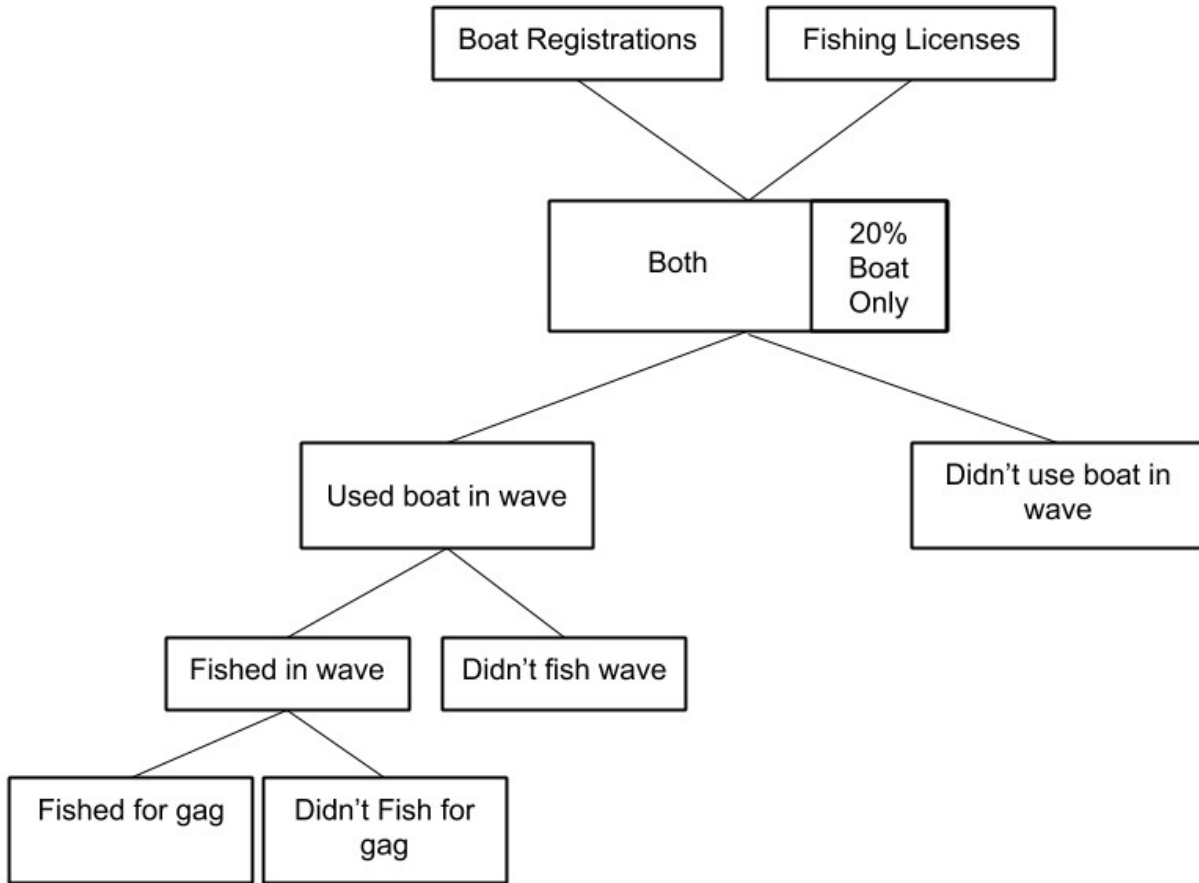 Boat Registrations
Fishing Licenses
Both
20%
Boat
Only
Used boat in wave
Didn’t use boat in
wave
Fished in wave
Didn’t fish wave
Fished for gag
Didn’t Fish for
gag